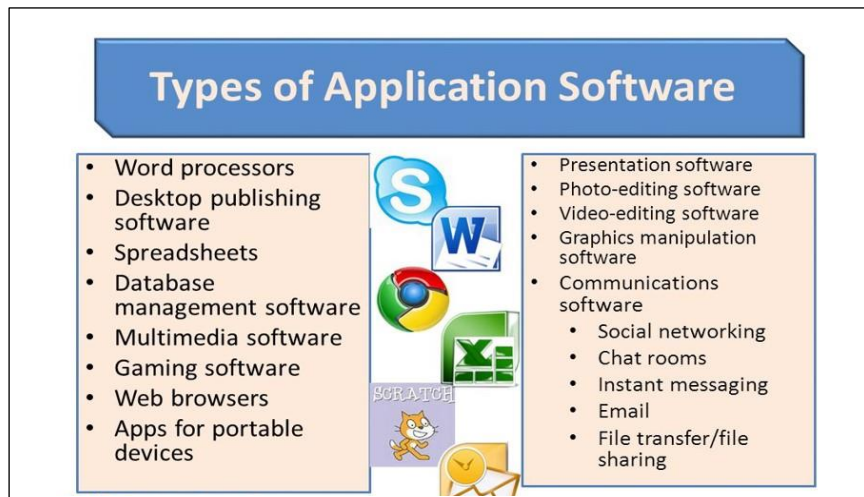 Types of Application Software
• Word processors
• Desktop publishing
software
• Spreadsheets
• Database
management software
• Multimedia software
• Gaming software
• Web browsers
• Apps for portable
devices
S
W
X
SCRATCH
• Presentation software
• Photo-editing software
• Video-editing software
• Graphics manipulation
software
• Communications
software
• Social networking
• Chat rooms
• Instant messaging
• Email
• File transfer/file
sharing